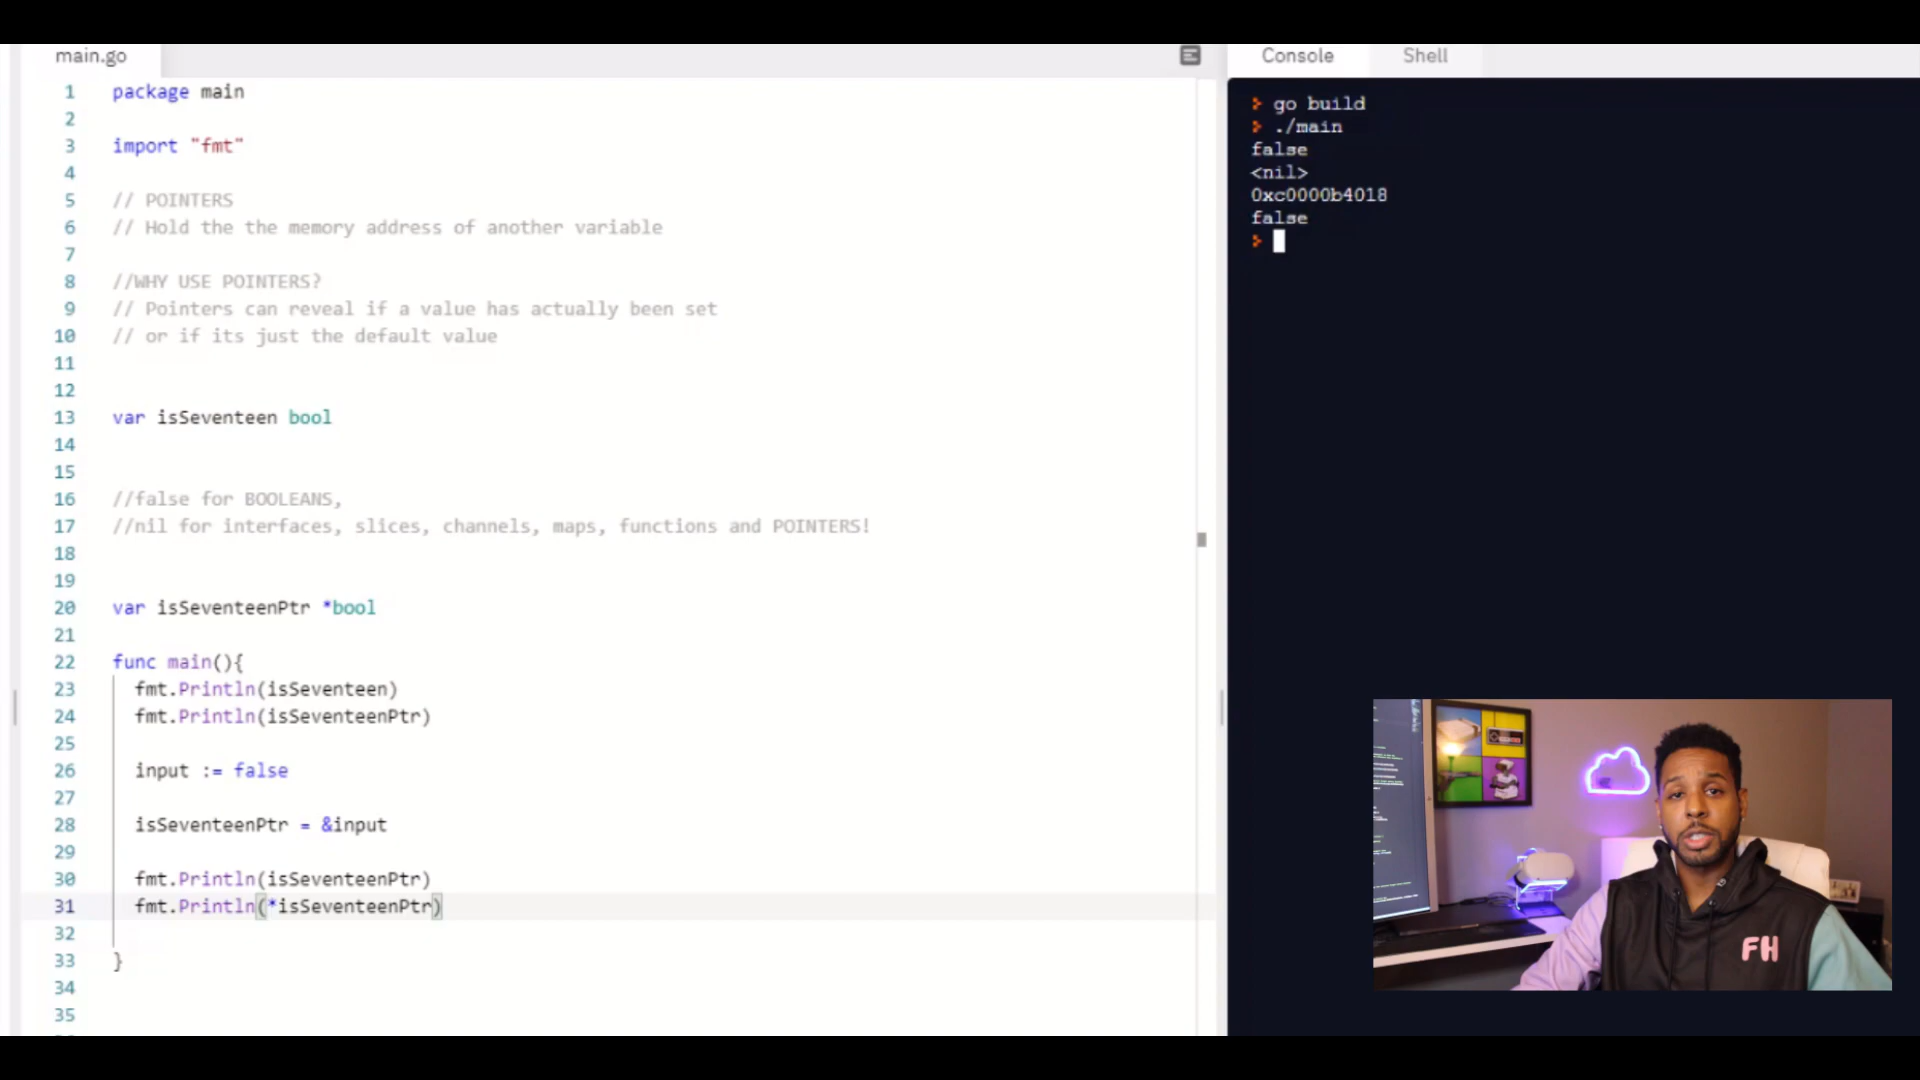 main.go
1 package main
2
3 import "fmt"
4
5 // POINTERS
6 // Hold the the memory address of another variable
7
8 //WHY USE POINTERS?
9 // Pointers can reveal if a value has actually been set
10 // or if its just the default value
11
12
13 var isSeventeen bool
14
15
16 //false for BOOLEANS,
17 //nil for interfaces, slices, channels, maps, functions and POINTERS!
18
19
20 var isSeventeenPtr *bool
21
22 func main(){
23 fmt.Println(isSeventeen)
24 fmt.Println(isSeventeenPtr)
25
26 input := false
27
28 isSeventeenPtr = &input
29
30 fmt.Println(isSeventeenPtr)
31 fmt.Println(*isSeventeenPtr)
32
33 }
34
35
Console Shell
> go build
> ./main
false
<nil>
0xc0000b4018
false
>
FH